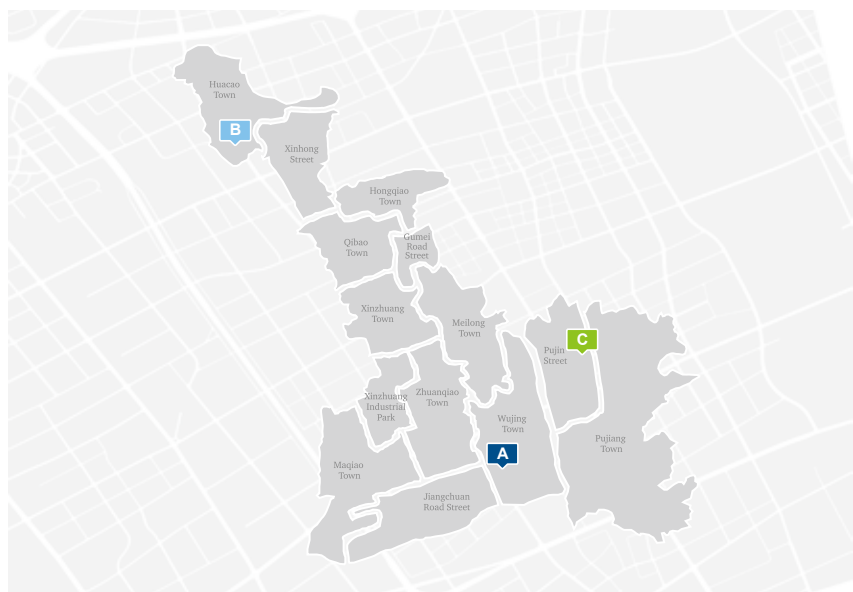 Huacao
Town
B
Xinhong
Street
Hongqiao
Town
Gumei
Road
Street
Qibao
Town
Xinzhuang
Town
Meilong
Town
C
Pujin
Street
Xinzhuang
Industrial
Park
Zhuanqiao
Town
Wujing
Town
Pujiang
Town
A
Maqiao
Town
Jiangchuan
Road Street